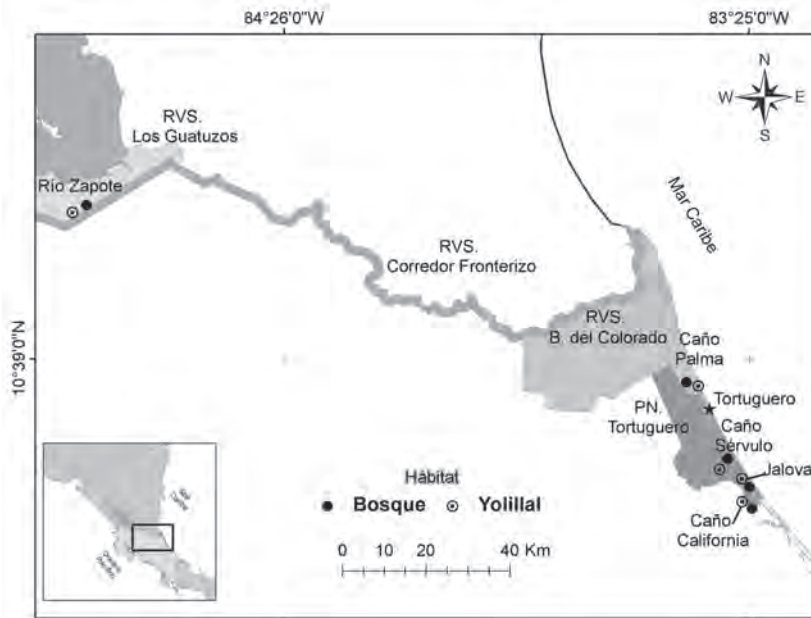 84°26'0"W
83°25'0"W
N
W E
S
RVS.
Los Guatuzos
Río Zapote
Mar Caribe
RVS.
Corredor Fronterizo
RVS.
B. del Colorado
10°39'0"N
Caño
Palma
Tortuguero
PN.
Tortuguero
Caño
Sérvulo
Jalova
Hábitat
Bosque Yolillal
Caño
California
0 10 20 40 Km